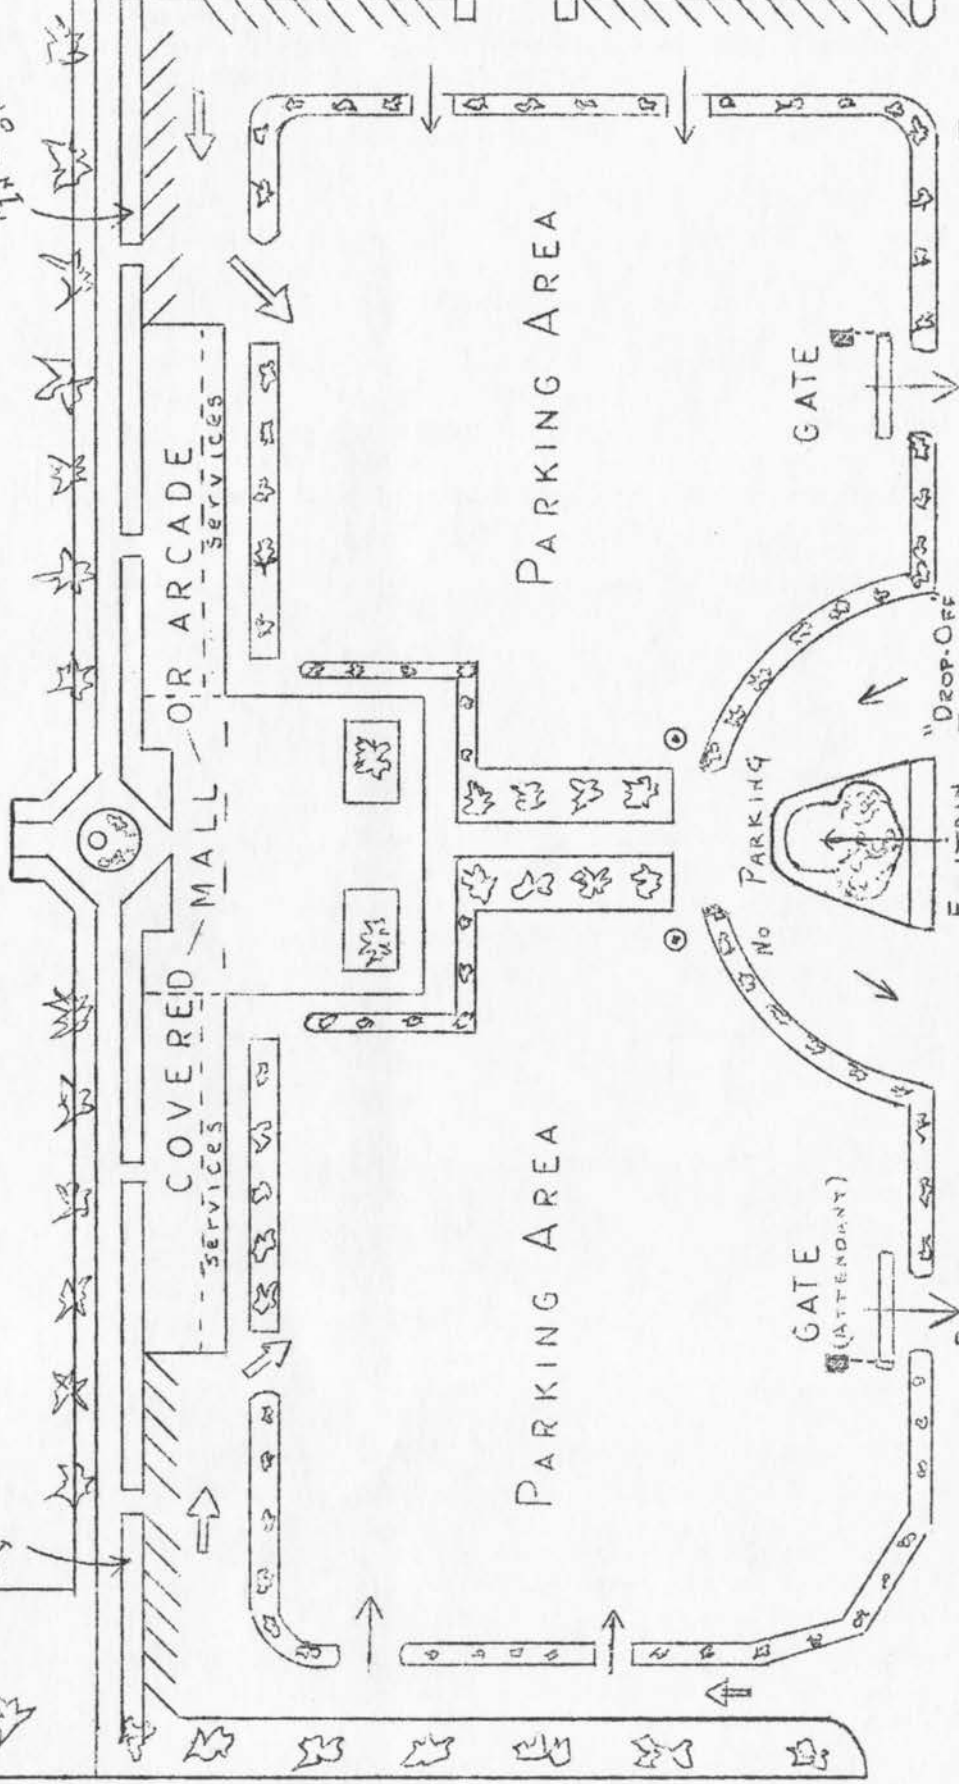 COVERED MALL OR ARCADE
services
services
PARKING AREA
PARKING AREA
NO PARKING
GATE
(ATTENDANT)
GATE
"DROP-OFF"